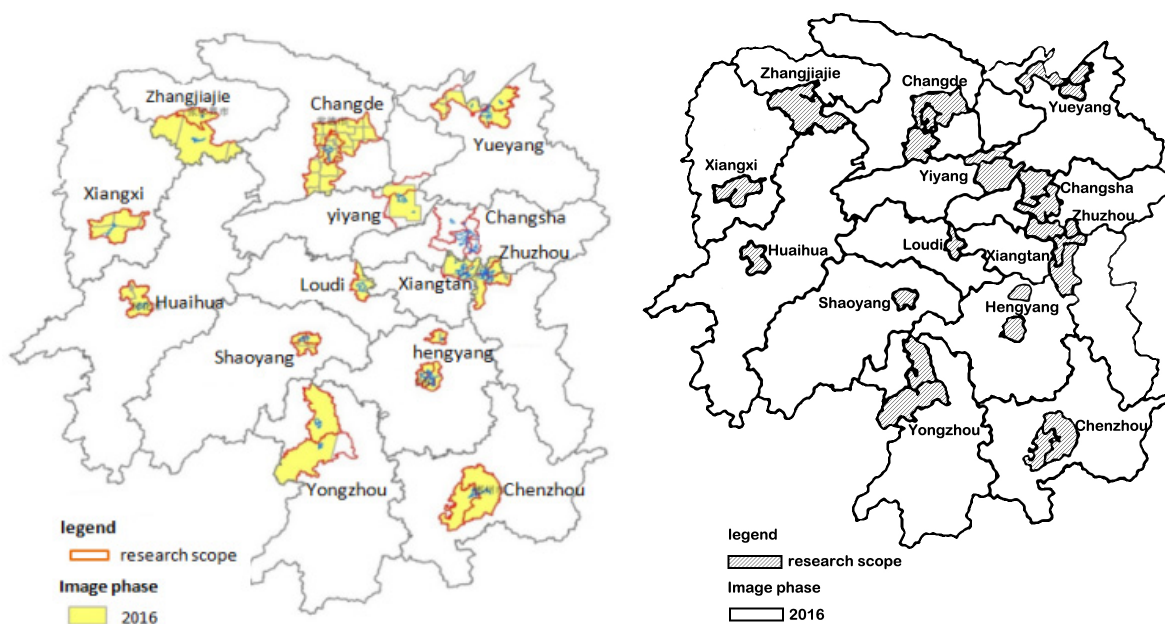 Zhangjiajie
Changde
Yueyang
Xiangxi
yiyang
Changsha
Zhuzhou
Huaihua
Loudi
Xiangtan
Shaoyang
hengyang
Yongzhou
Chenzhou
legend
research scope
Image phase
2016
Zhangjiajie
Changde
Yueyang
Xiangxi
Yiyang
Changsha
Zhuzhou
Huaihua
Loudi
Xiangtan
Shaoyang
Hengyang
Yongzhou
Chenzhou
legend
research scope
Image phase
2016